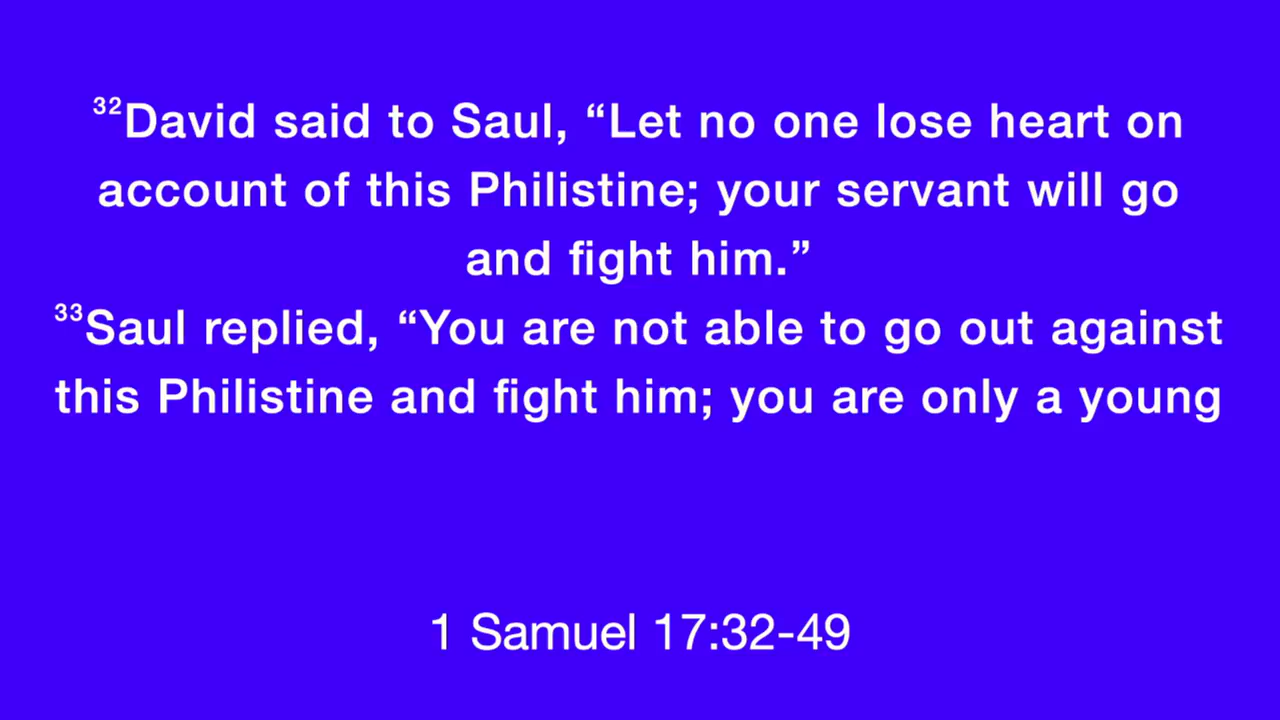 ³²David said to Saul, “Let no one lose heart on
account of this Philistine; your servant will go
and fight him.”
³³Saul replied, “You are not able to go out against
this Philistine and fight him; you are only a young
1 Samuel 17:32-49